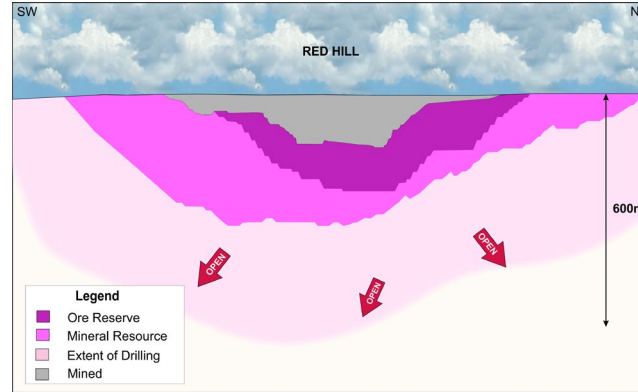 SW
N
RED HILL
600m
OPEN
OPEN
OPEN
Legend
Ore Reserve
Mineral Resource
Extent of Drilling
Mined